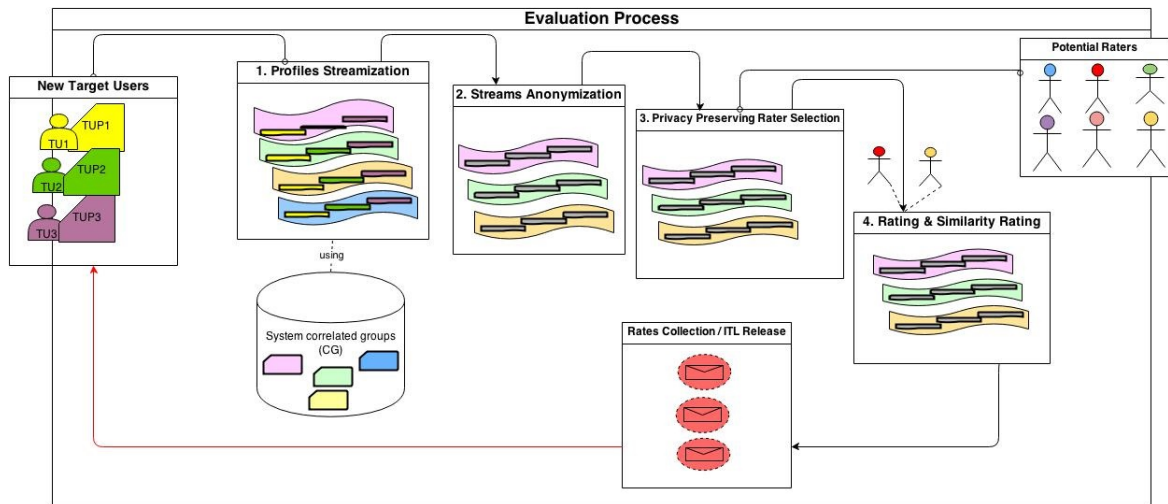 Evaluation Process
New Target Users
TUP1
TU1
TUP2
TU2
TUP3
TU3
1. Profiles Streamization
using
System correlated groups
(CG)
2. Streams Anonymization
3. Privacy Preserving Rater Selection
Potential Raters
4. Rating & Similarity Rating
Rates Collection / ITL Release